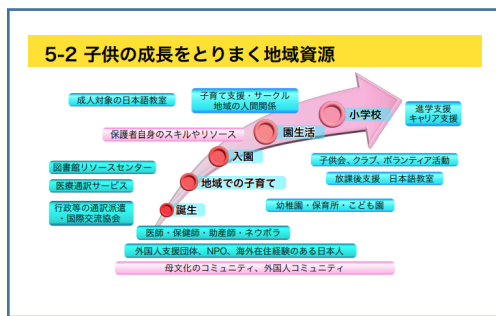 5-2 子供の成長をとりまく地域資源
成人対象の日本語教室
子育て支援・サークル
地域の人間関係
小学校
進学支援
キャリア支援
保護者自身のスキルやリソース
園生活
入園
子供会、クラブ、ボランティア活動
図書館リソースセンター
放課後支援　日本語教室
医療通訳サービス
地域での子育て
行政等の通訳派遣
・国際交流協会
誕生
幼稚園・保育所・こども園
医師・保健師・助産師・ネウボラ
外国人支援団体、NPO、海外在住経験のある日本人
母文化のコミュニティ、外国人コミュニティ